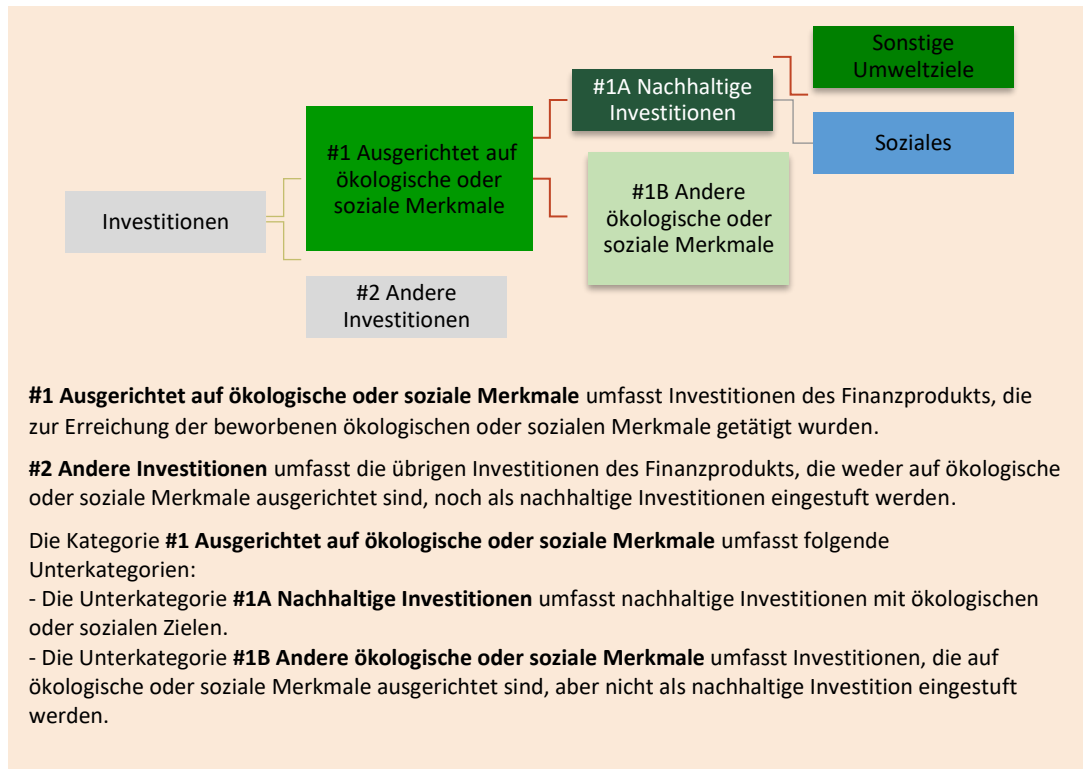 Sonstige
Umweltziele
#1A Nachhaltige
Investitionen
Soziales
#1 Ausgerichtet auf
ökologische oder
soziale Merkmale
#1B Andere
ökologische oder
soziale Merkmale
Investitionen
#2 Andere
Investitionen
#1 Ausgerichtet auf ökologische oder soziale Merkmale umfasst Investitionen des Finanzprodukts, die
zur Erreichung der beworbenen ökologischen oder sozialen Merkmale getätigt wurden.
#2 Andere Investitionen umfasst die übrigen Investitionen des Finanzprodukts, die weder auf ökologische
oder soziale Merkmale ausgerichtet sind, noch als nachhaltige Investitionen eingestuft werden.
Die Kategorie #1 Ausgerichtet auf ökologische oder soziale Merkmale umfasst folgende
Unterkategorien:
- Die Unterkategorie #1A Nachhaltige Investitionen umfasst nachhaltige Investitionen mit ökologischen
oder sozialen Zielen.
- Die Unterkategorie #1B Andere ökologische oder soziale Merkmale umfasst Investitionen, die auf
ökologische oder soziale Merkmale ausgerichtet sind, aber nicht als nachhaltige Investition eingestuft
werden.